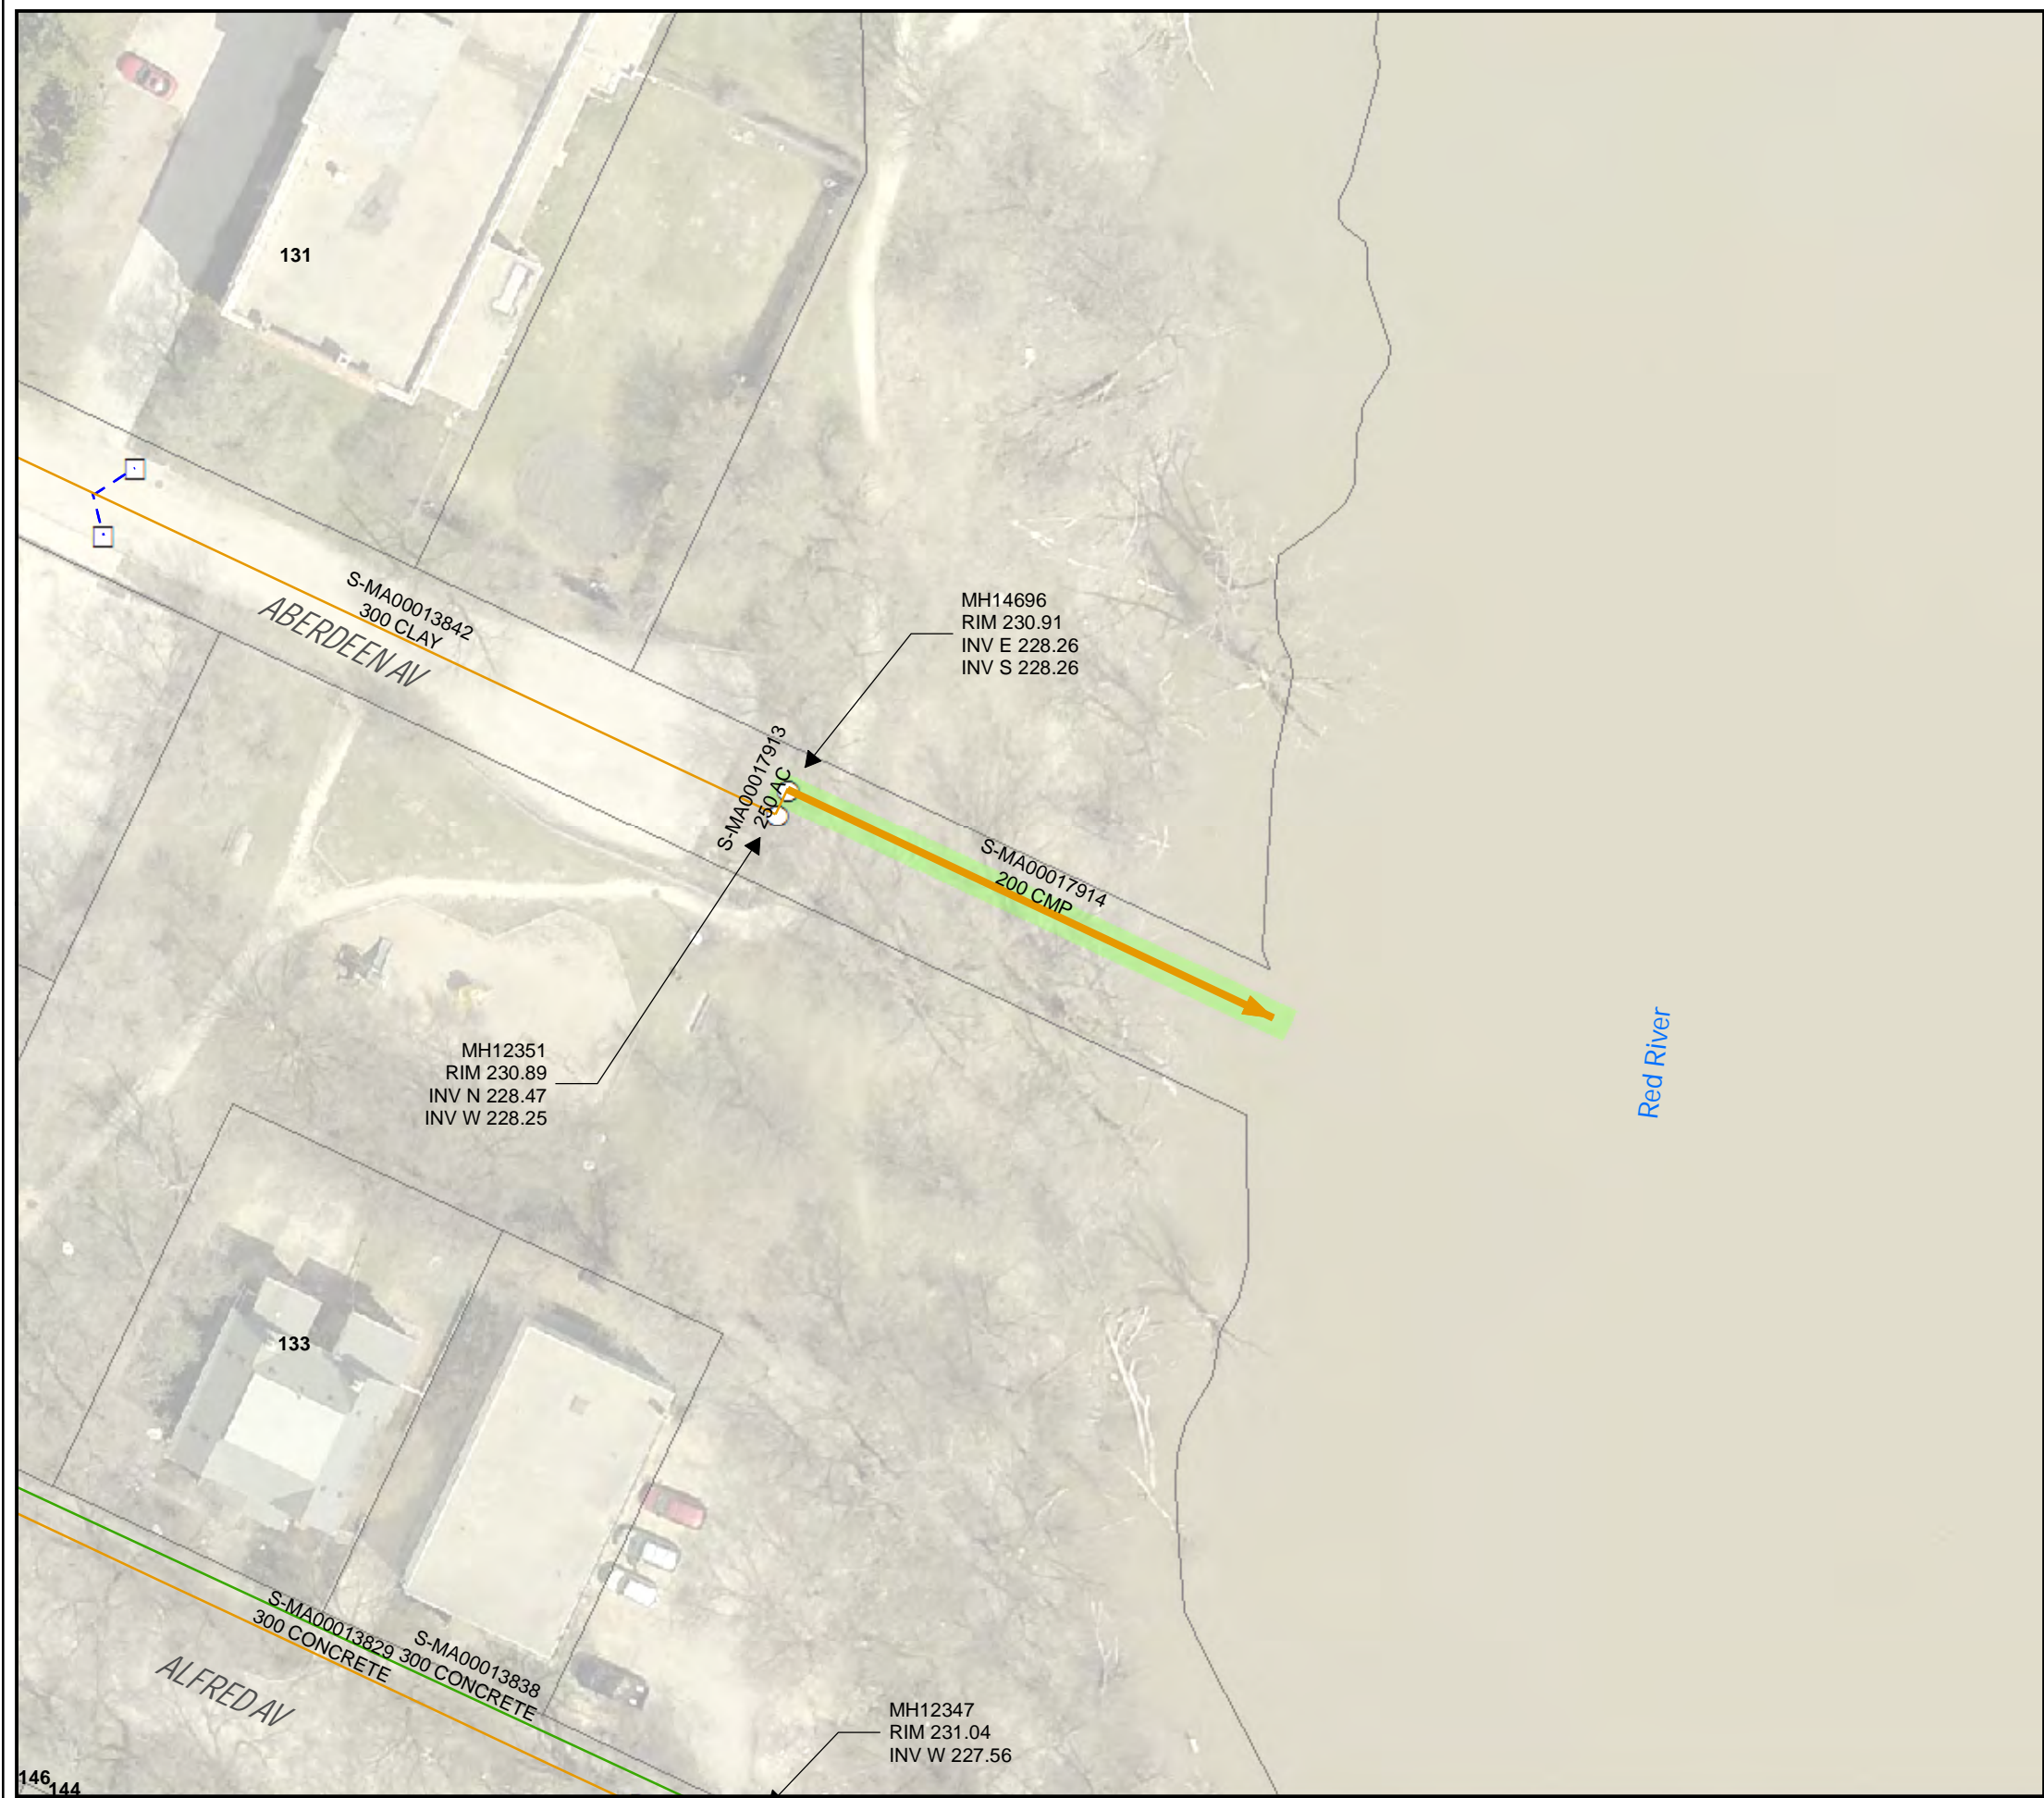 131
S-MA00013842
300 CLAY
ABERDEEN AV
MH14696
RIM 230.91
INV E 228.26
INV S 228.26
S-MA00017913
250 AC
S-MA00017914
200 CMP
MH12351
RIM 230.89
INV N 228.47
INV W 228.25
Red River
133
S-MA00013829
300 CONCRETE
S-MA00013838
300 CONCRETE
ALFRED AV
MH12347
RIM 231.04
INV W 227.56
146
144